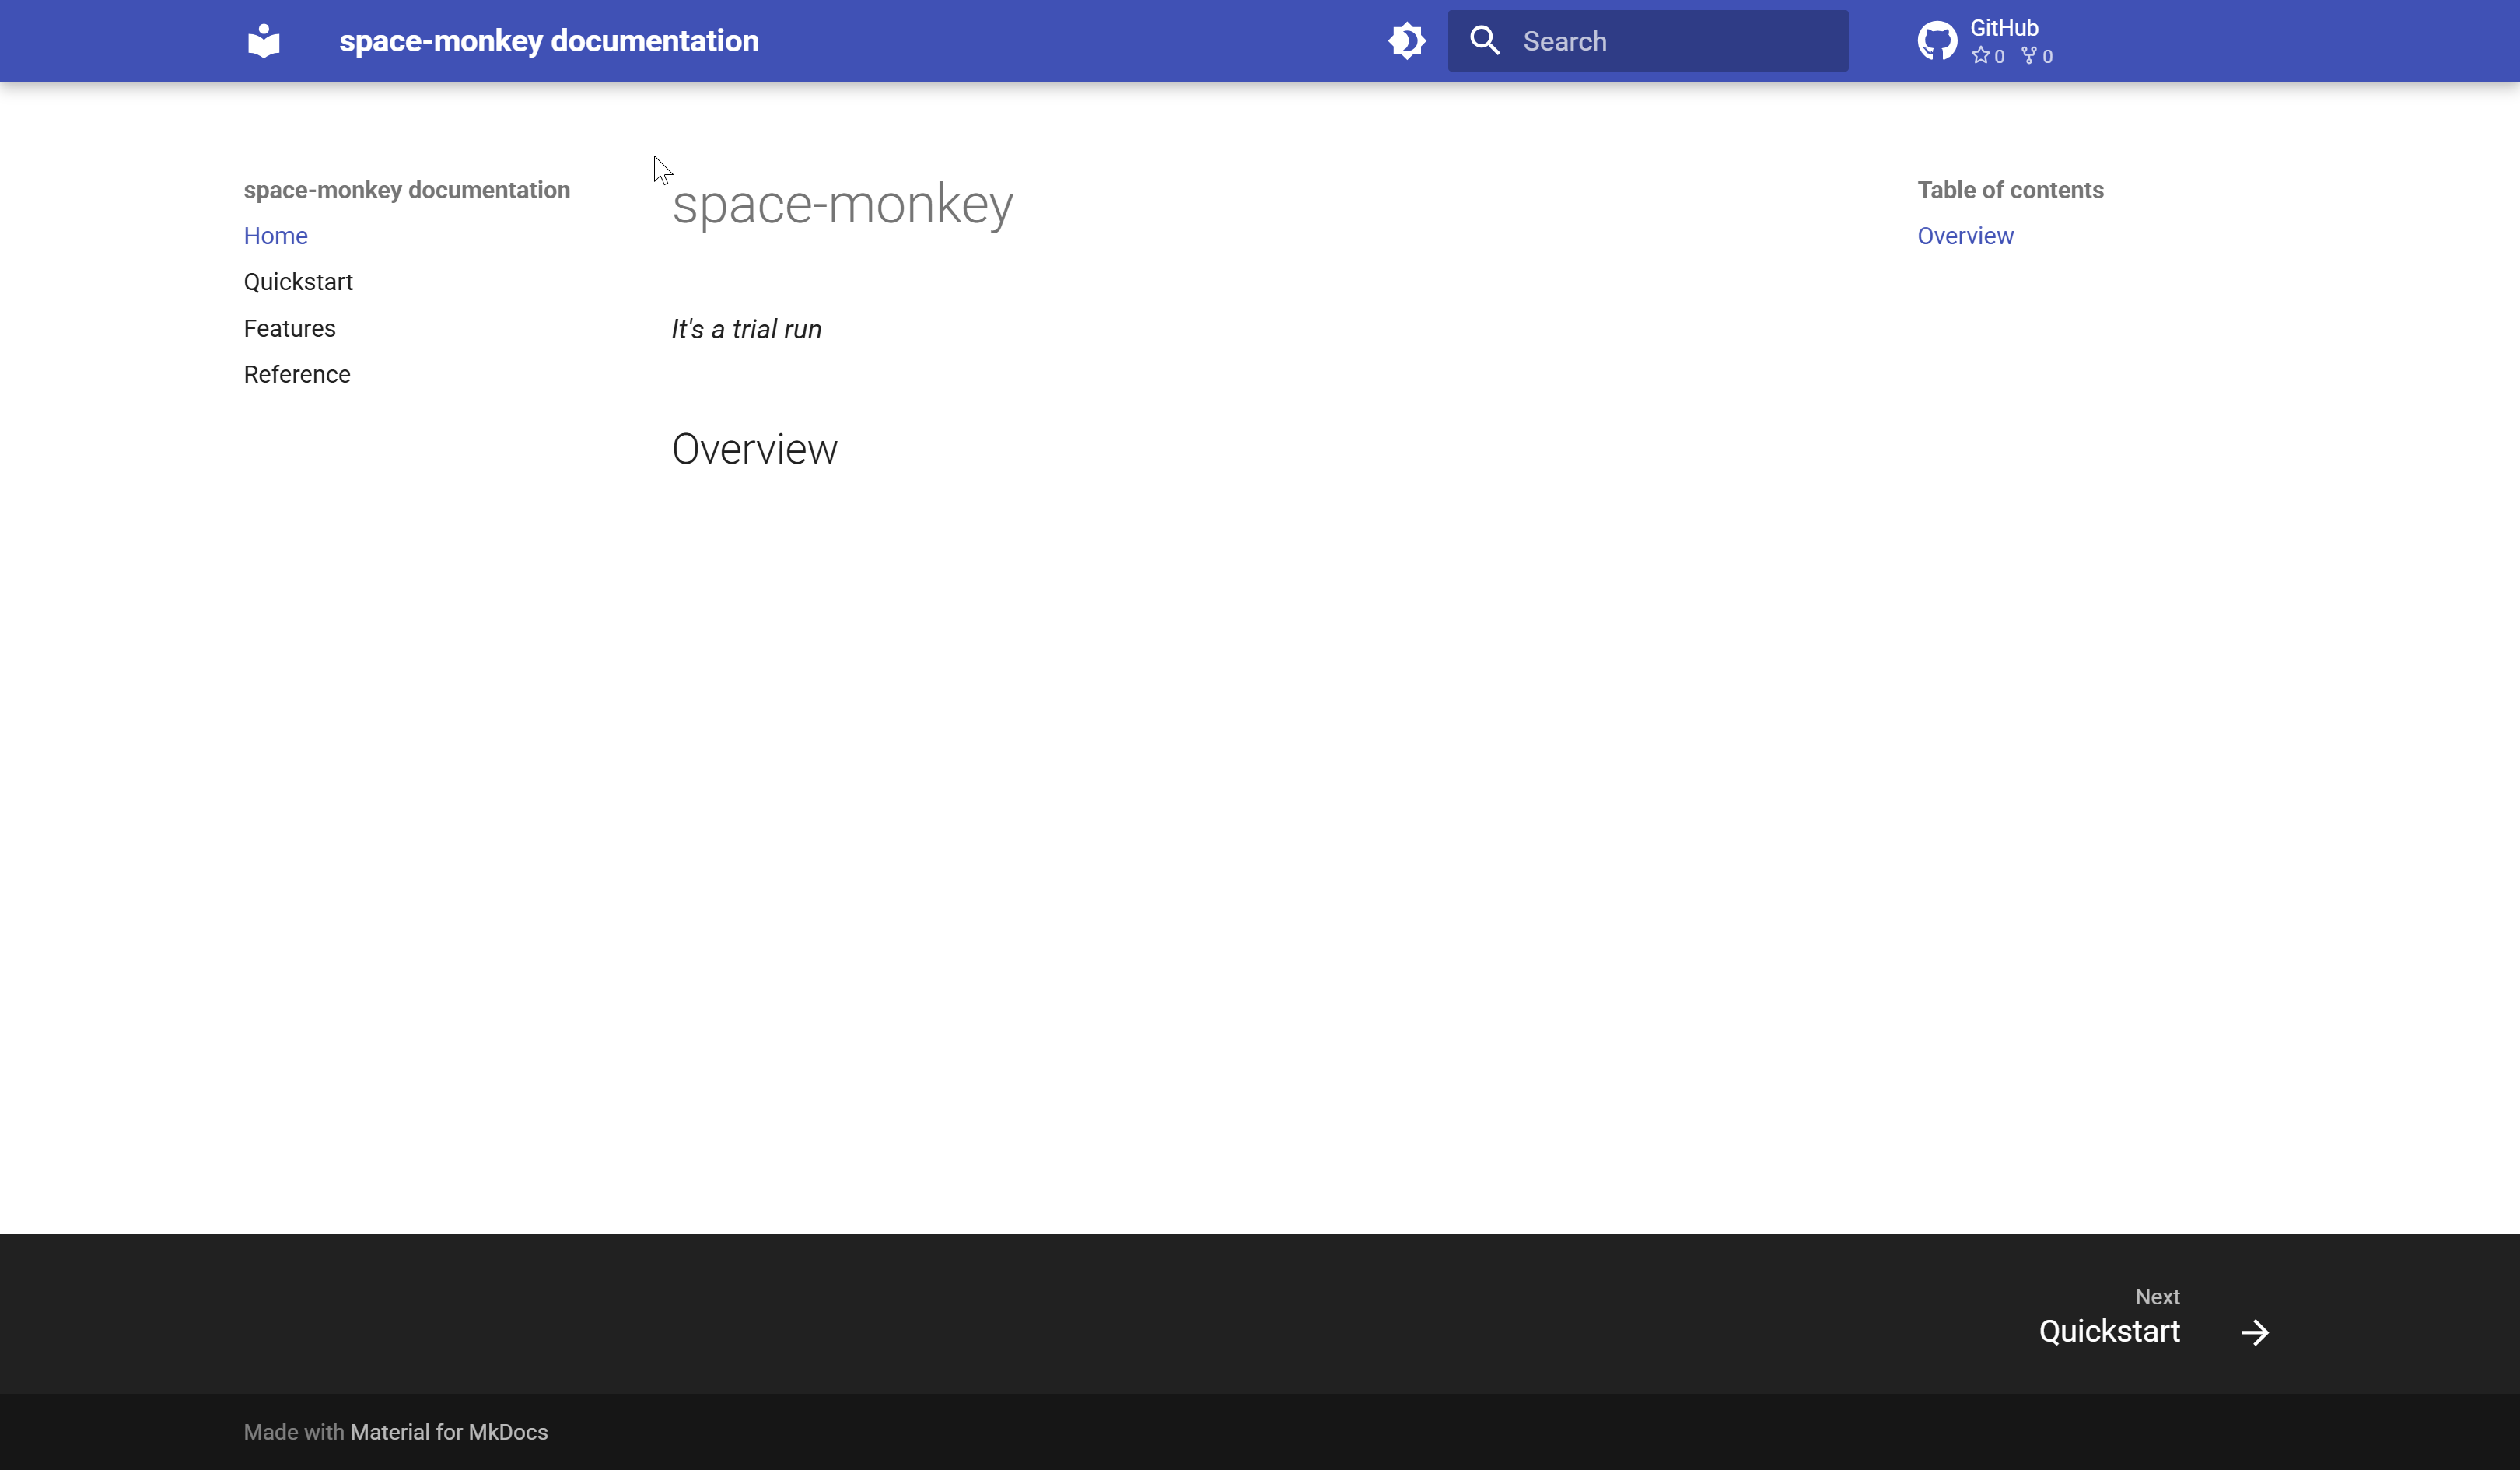 space-monkey documentation
Search
GitHub
0 0
space-monkey documentation
Home
Quickstart
Features
Reference
space-monkey
It's a trial run
Overview
Table of contents
Overview
Next
Quickstart
Made with Material for MkDocs